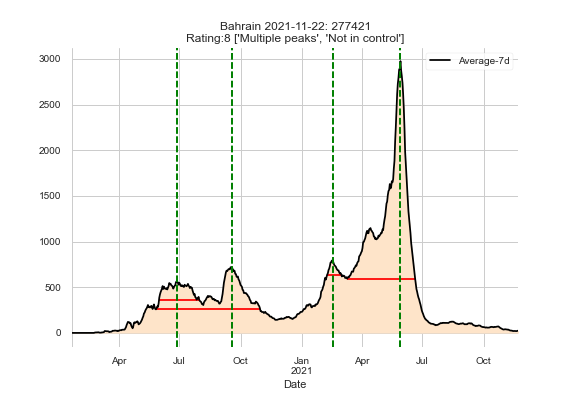 Bahrain 2021-11-22: 277421
Rating:8 ['Multiple peaks', 'Not in control']
Average-7d
3000
2500
2000
1500
1000
500
0
Apr Jul Oct Jan Apr Jul Oct
2021
Date